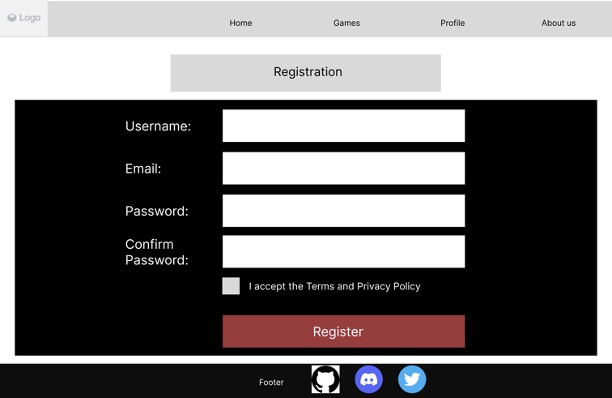 Logo
Home Games Profile About us
Registration
Username:
Email:
Password:
Confirm
Password:
I accept the Terms and Privacy Policy
Register
Footer